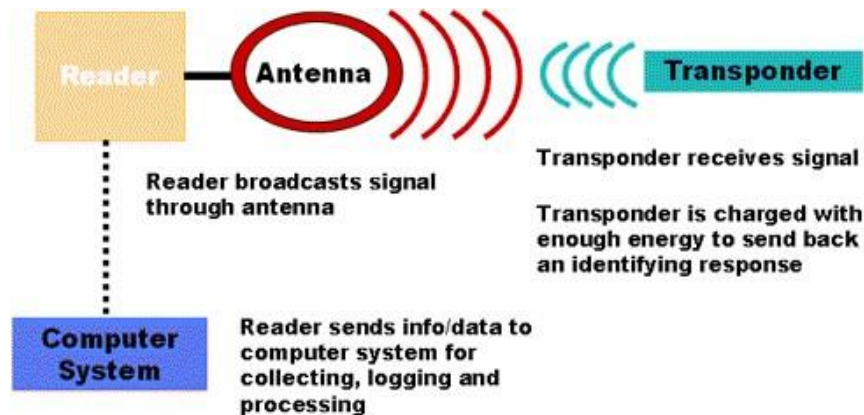 Reader
Antenna
Transponder
Reader broadcasts signal
through antenna
Transponder receives signal
Transponder is charged with
enough energy to send back
an identifying response
Computer
System
Reader sends info/data to
computer system for
collecting, logging and
processing